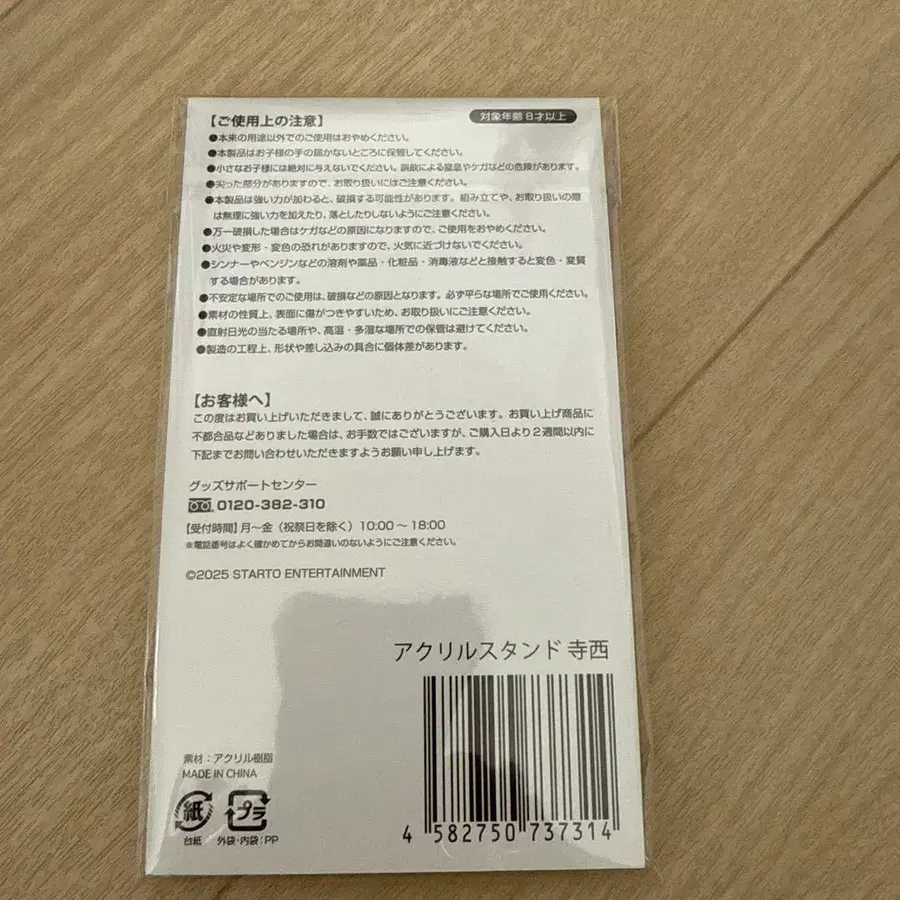 【ご使用上の注意】
対象年齢 8才以上
●本来の用途以外でのご使用はおやめください。
●本製品はお子様の手の届かないところに保管してください。
●小さなお子様には絶対に与えないでください。誤飲による窒息やケガなどの危険があります。
●尖った部分がありますので、お取り扱いにはご注意ください。
●本製品は強い力が加わると、破損する可能性があります。組み立てや、お取り扱いの際
は無理に強い力を加えたり、落としたりしないようにご注意ください。
●万一破損した場合はケガなどの原因になりますので、ご使用をおやめください。
●火災や変形・変色の恐れがありますので、火気に近づけないでください。
●シンナーやベンジンなどの溶剤や薬品・化粧品・消毒液などと接触すると変色・変質
する場合があります。
●不安定な場所でのご使用は、破損などの原因となります。必ず平らな場所でご使用ください。
●素材の性質上、表面に傷がつきやすいため、お取り扱いにご注意ください。
●直射日光の当たる場所や、高温・多湿な場所での保管は避けてください。
●製造の工程上、形状や差し込みの具合に個体差があります。
【お客様へ】
この度はお買い上げいただきまして、誠にありがとうございます。お買い上げ商品に
不都合品などありました場合は、お手数ではございますが、ご購入日より2週間以内に
下記までお問い合わせいただきますようお願い申し上げます。
グッズサポートセンター
0120-382-310
【受付時間】月～金（祝祭日を除く）10:00～18:00
※電話番号はよく確かめてからお間違いのないようにご注意ください。
©2025 STARTO ENTERTAINMENT
アクリルスタンド 寺西
素材：アクリル樹脂
MADE IN CHINA
紙
プラ
台紙
外袋・内袋：PP
4 582750 737314